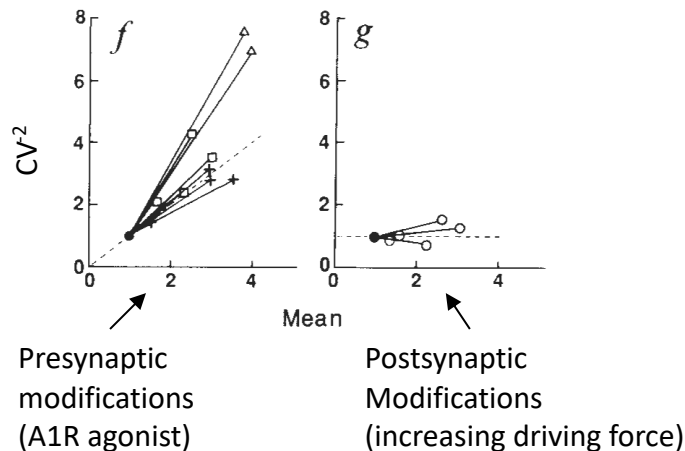 f
g
8
6
4
2
0
0 2 4
8
6
4
2
0
0 2 4
CV-2
Mean
Presynaptic
modifications
(A1R agonist)
Postsynaptic
Modifications
(increasing driving force)